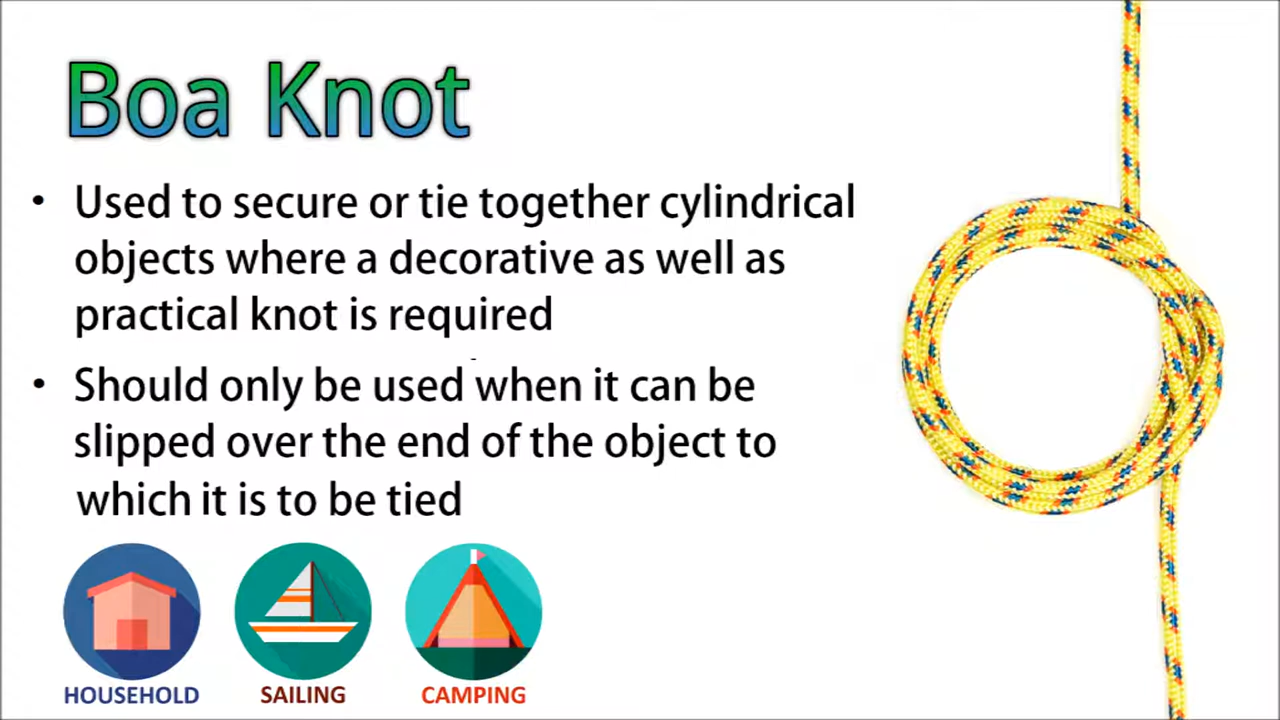 Boa Knot
• Used to secure or tie together cylindrical
objects where a decorative as well as
practical knot is required
• Should only be used when it can be
slipped over the end of the object to
which it is to be tied
HOUSEHOLD SAILING CAMPING